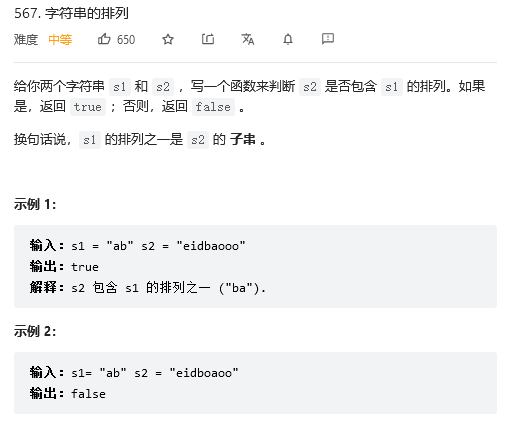 567. 字符串的排列
难度 中等 650
给你两个字符串 s1 和 s2 ，写一个函数来判断 s2 是否包含 s1 的排列。如果
是，返回 true ；否则，返回 false 。
换句话说，s1 的排列之一是 s2 的 子串 。
示例 1：
输入：s1 = "ab" s2 = "eidbaooo"
输出：true
解释：s2 包含 s1 的排列之一 ("ba").
示例 2：
输入：s1= "ab" s2 = "eidboaoo"
输出：false